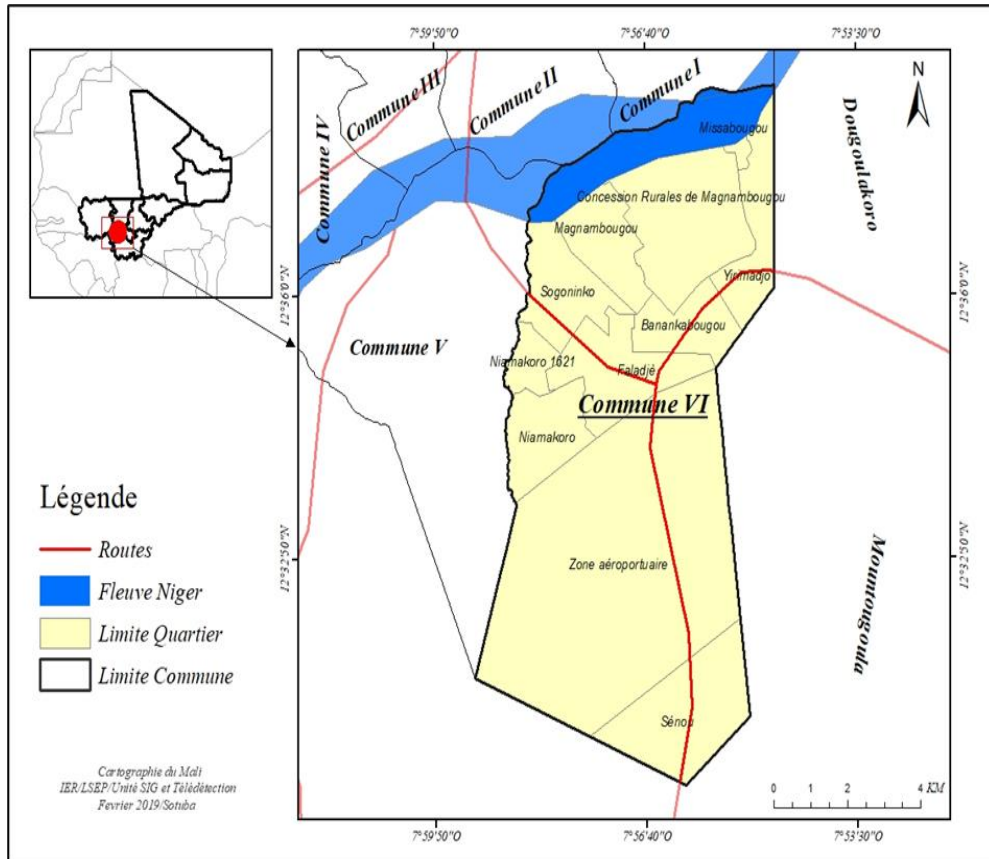 7°59'50"O
7°56'40"O
7°53'30"O
N
Commune III
Commune II
Commune I
Commune IV
Dougoulakoro
Missabougou
Concession Rurales de Magnambougou
Magnambougou
Yirimadjo
12°36'0"N
12°36'0"N
Sogoninko
Banankabougou
Commune V
Niamakoro 1621
Faladjè
Commune VI
Niamakoro
Légende
Routes
Fleuve Niger
Limite Quartier
Limite Commune
12°32'50"N
12°32'50"N
Zone aéroportuaire
Mountougoula
Sénou
Cartographie du Mali
IER/LSEP/Unité SIG et Télédétection
Fevrier 2019/Sotuba
0 1 2 4 KM
7°59'50"O
7°56'40"O
7°53'30"O